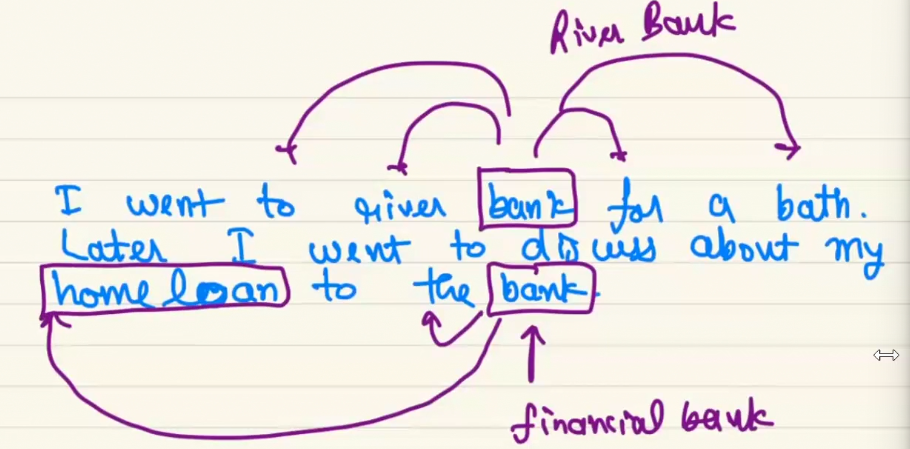 River Bank
I went to river bank for a bath.
Later I went to discuss about my
home loan to the bank.
financial bank